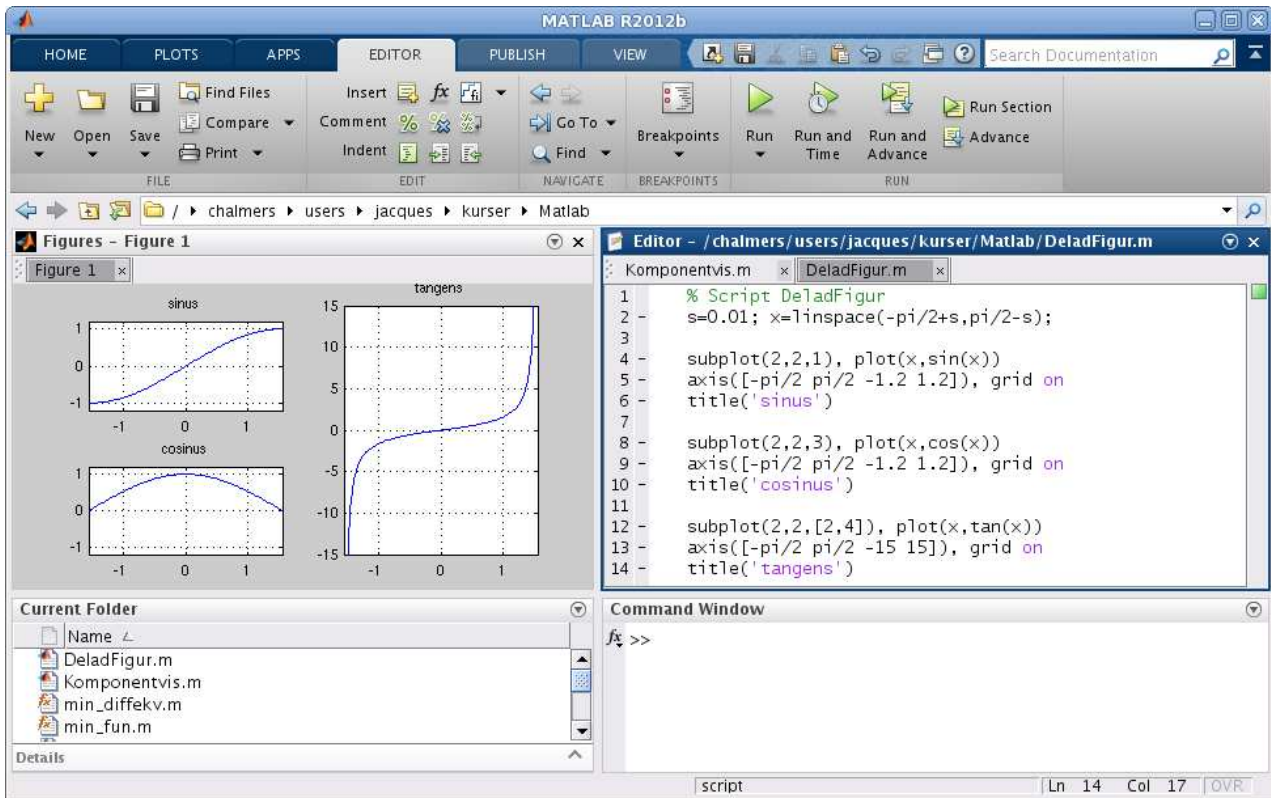 MATLAB R2012b
HOME PLOTS APPS EDITOR PUBLISH VIEW Search Documentation
New Open Save Find Files Compare Print
FILE
Insert fx
Comment %
Indent
EDIT
Go To
Find
NAVIGATE
Breakpoints
BREAKPOINTS
Run Run and Time Run and Advance Run Section Advance
RUN
/ chalmers users jacques kurser Matlab
Figures - Figure 1
Figure 1
sinus
1
0
-1
-1 0 1
cosinus
1
0
-1
-1 0 1
tangens
15
10
5
0
-5
-10
-15
-1 0 1
Editor - /chalmers/users/jacques/kurser/Matlab/DeladFigur.m
Komponentvis.m DeladFigur.m
1 % Script DeladFigur
2 - s=0.01; x=linspace(-pi/2+s,pi/2-s);
3
4 - subplot(2,2,1), plot(x,sin(x))
5 - axis([-pi/2 pi/2 -1.2 1.2]), grid on
6 - title('sinus')
7
8 - subplot(2,2,3), plot(x,cos(x))
9 - axis([-pi/2 pi/2 -1.2 1.2]), grid on
10 - title('cosinus')
11
12 - subplot(2,2,[2,4]), plot(x,tan(x))
13 - axis([-pi/2 pi/2 -15 15]), grid on
14 - title('tangens')
Current Folder
Name
DeladFigur.m
Komponentvis.m
min_diffekv.m
min_fun.m
Details
Command Window
fx >>
script Ln 14 Col 17 OVR